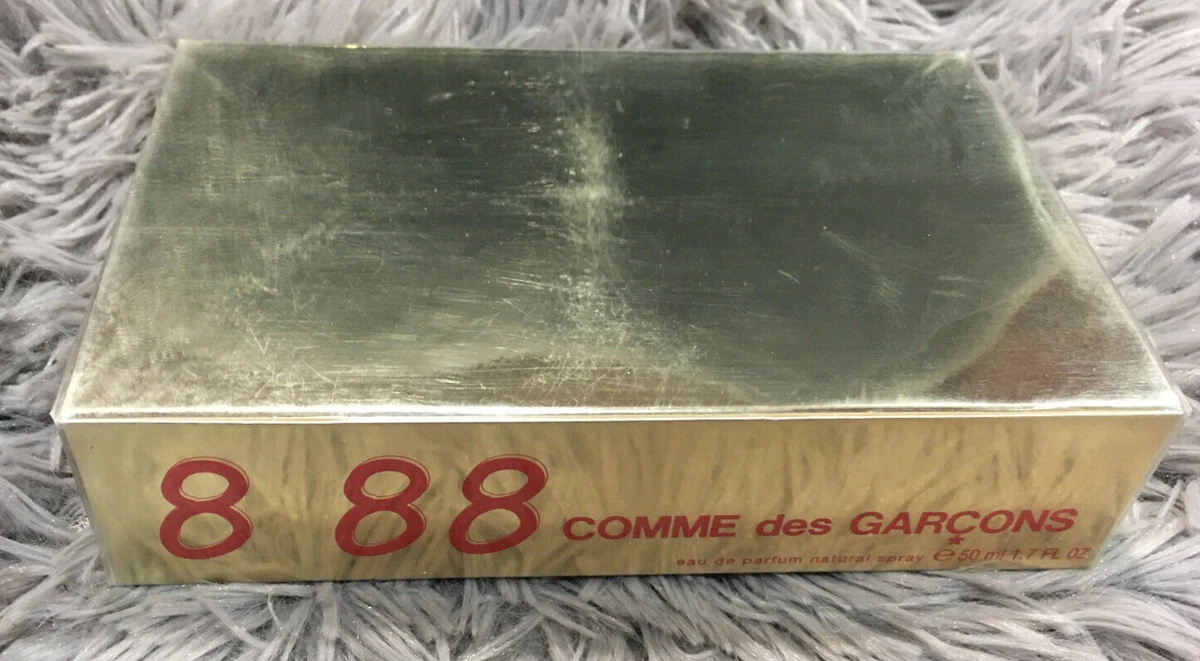 8 88 COMME des GARÇONS
eau de parfum natural spray ℮ 50 ml 1.7 FL OZ